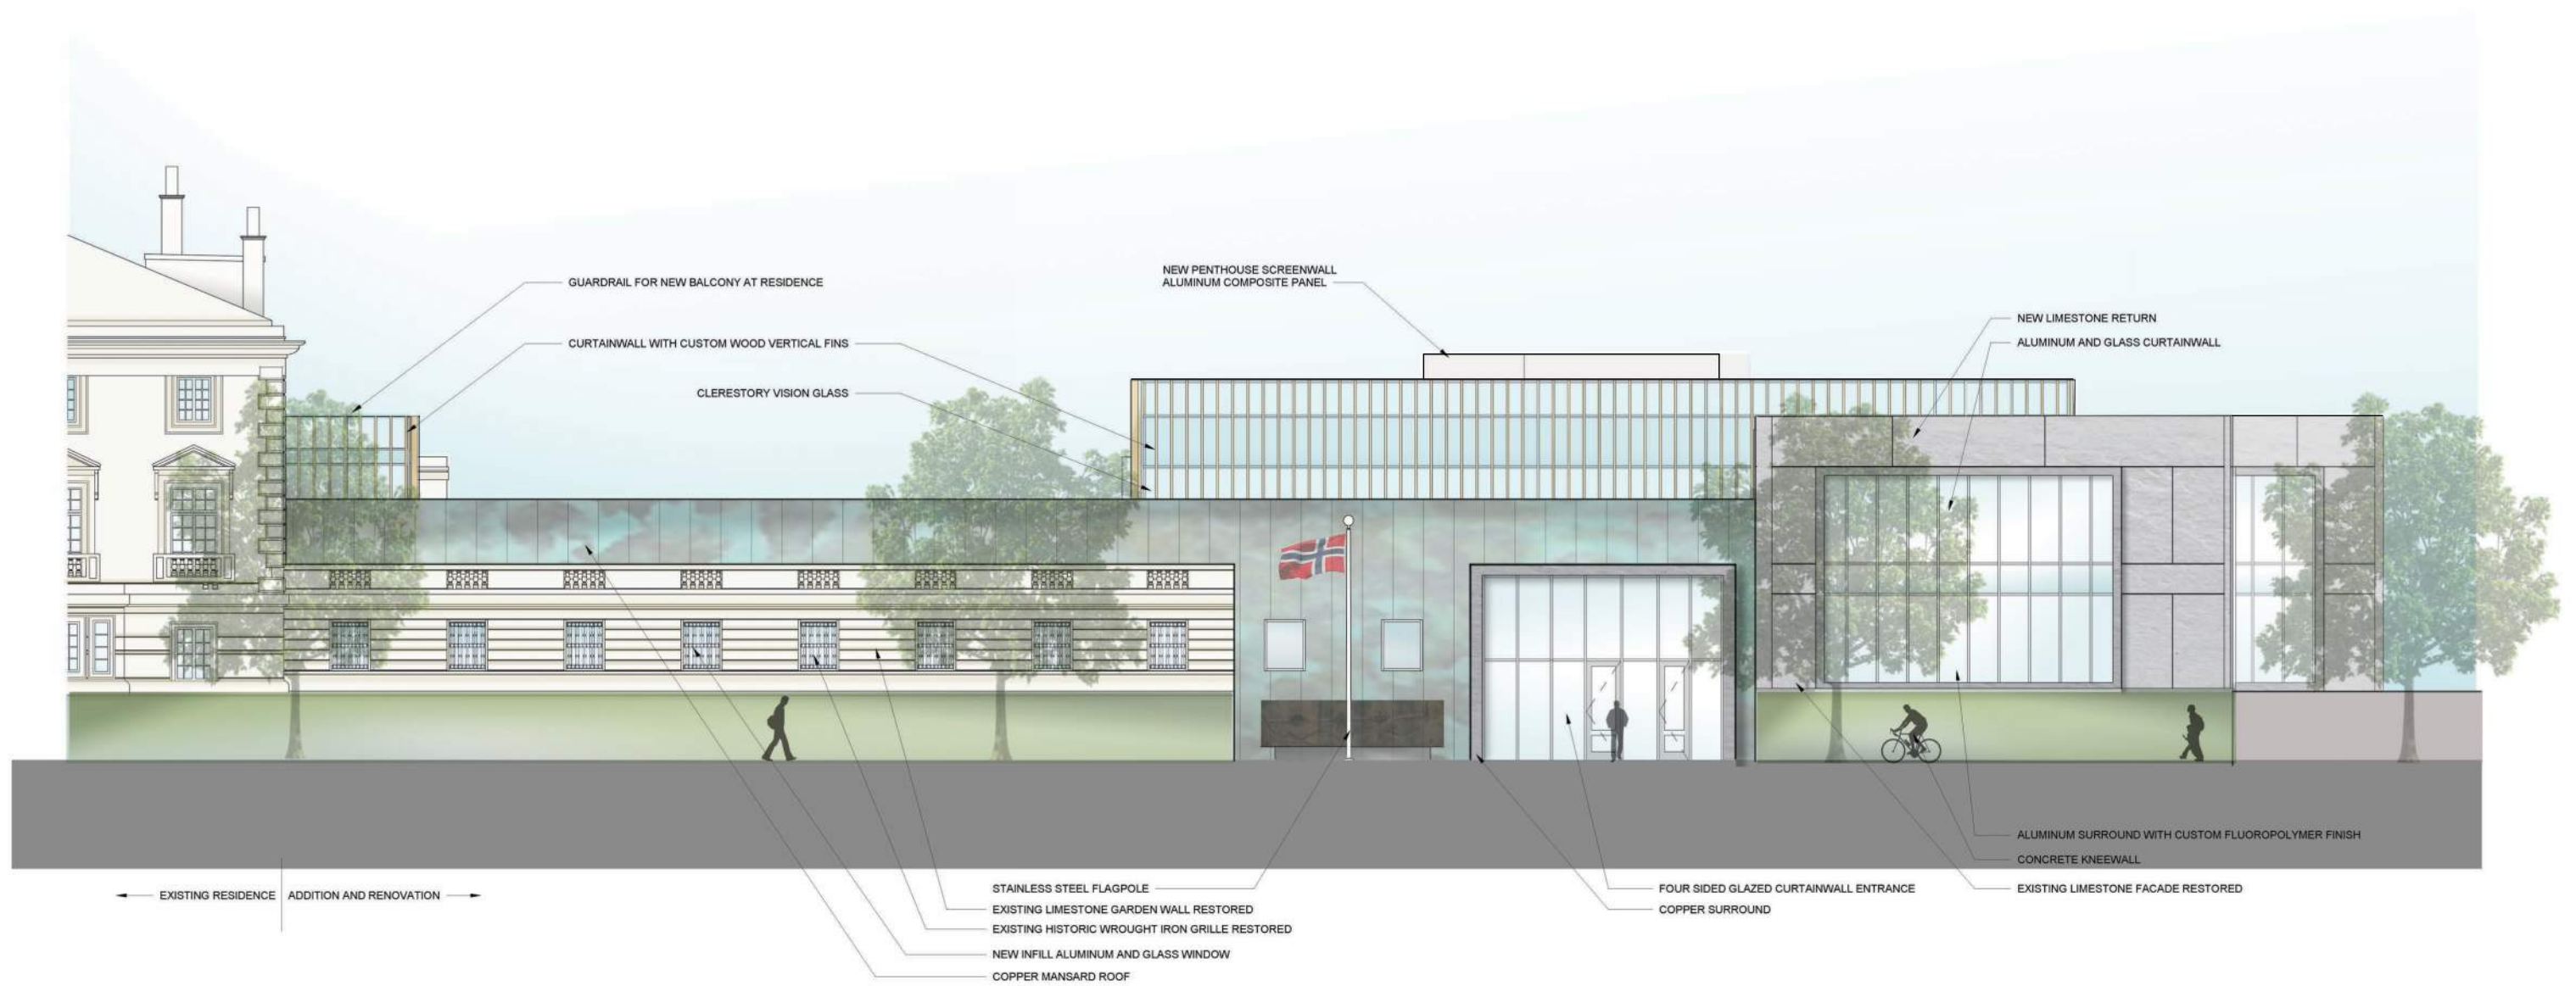 GUARDRAIL FOR NEW BALCONY AT RESIDENCE
CURTAINWALL WITH CUSTOM WOOD VERTICAL FINS
CLERESTORY VISION GLASS
NEW PENTHOUSE SCREENWALL
ALUMINUM COMPOSITE PANEL
NEW LIMESTONE RETURN
ALUMINUM AND GLASS CURTAINWALL
EXISTING RESIDENCE
ADDITION AND RENOVATION
STAINLESS STEEL FLAGPOLE
EXISTING LIMESTONE GARDEN WALL RESTORED
EXISTING HISTORIC WROUGHT IRON GRILLE RESTORED
NEW INFILL ALUMINUM AND GLASS WINDOW
COPPER MANSARD ROOF
FOUR SIDED GLAZED CURTAINWALL ENTRANCE
COPPER SURROUND
ALUMINUM SURROUND WITH CUSTOM FLUOROPOLYMER FINISH
CONCRETE KNEEWALL
EXISTING LIMESTONE FACADE RESTORED